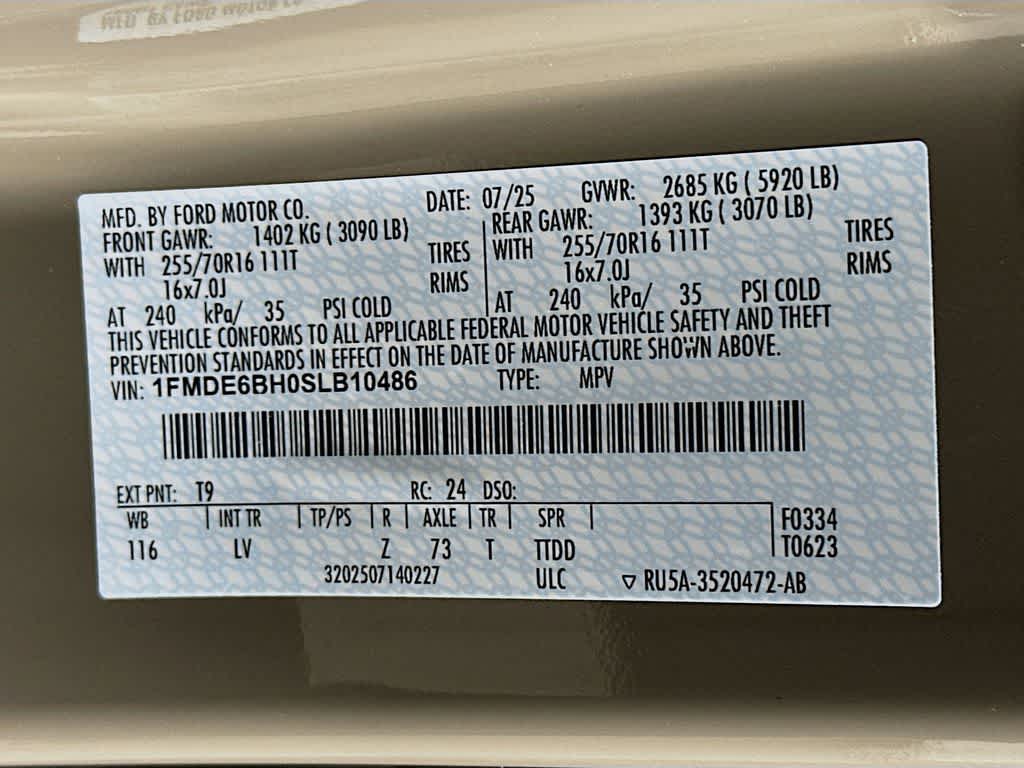 MFD. BY FORD MOTOR CO. DATE: 07/25 GVWR: 2685 KG ( 5920 LB)
FRONT GAWR: 1402 KG ( 3090 LB) REAR GAWR: 1393 KG ( 3070 LB)
WITH 255/70R16 111T TIRES WITH 255/70R16 111T TIRES
16x7.0J RIMS 16x7.0J RIMS
AT 240 kPa/ 35 PSI COLD AT 240 kPa/ 35 PSI COLD
THIS VEHICLE CONFORMS TO ALL APPLICABLE FEDERAL MOTOR VEHICLE SAFETY AND THEFT
PREVENTION STANDARDS IN EFFECT ON THE DATE OF MANUFACTURE SHOWN ABOVE.
VIN: 1FMDE6BH0SLB10486 TYPE: MPV
EXT PNT: T9 RC: 24 DSO:
WB INT TR TP/PS R AXLE TR SPR F0334
116 LV Z 73 T TTDD T0623
3202507140227 ULC ▽ RU5A-3520472-AB